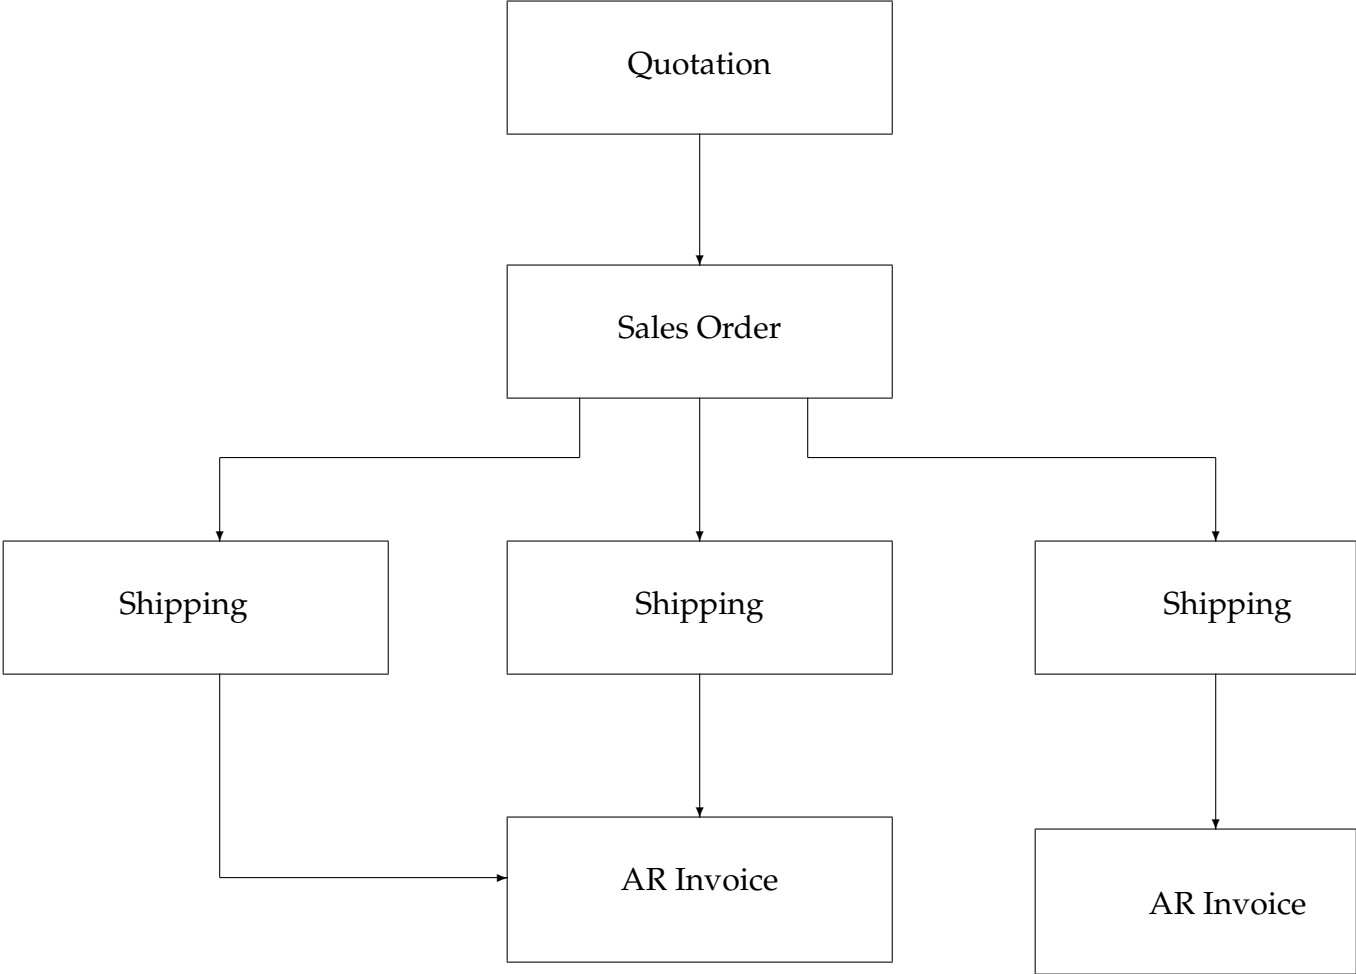 Quotation
Sales Order
Shipping
Shipping
Shipping
AR Invoice
AR Invoice